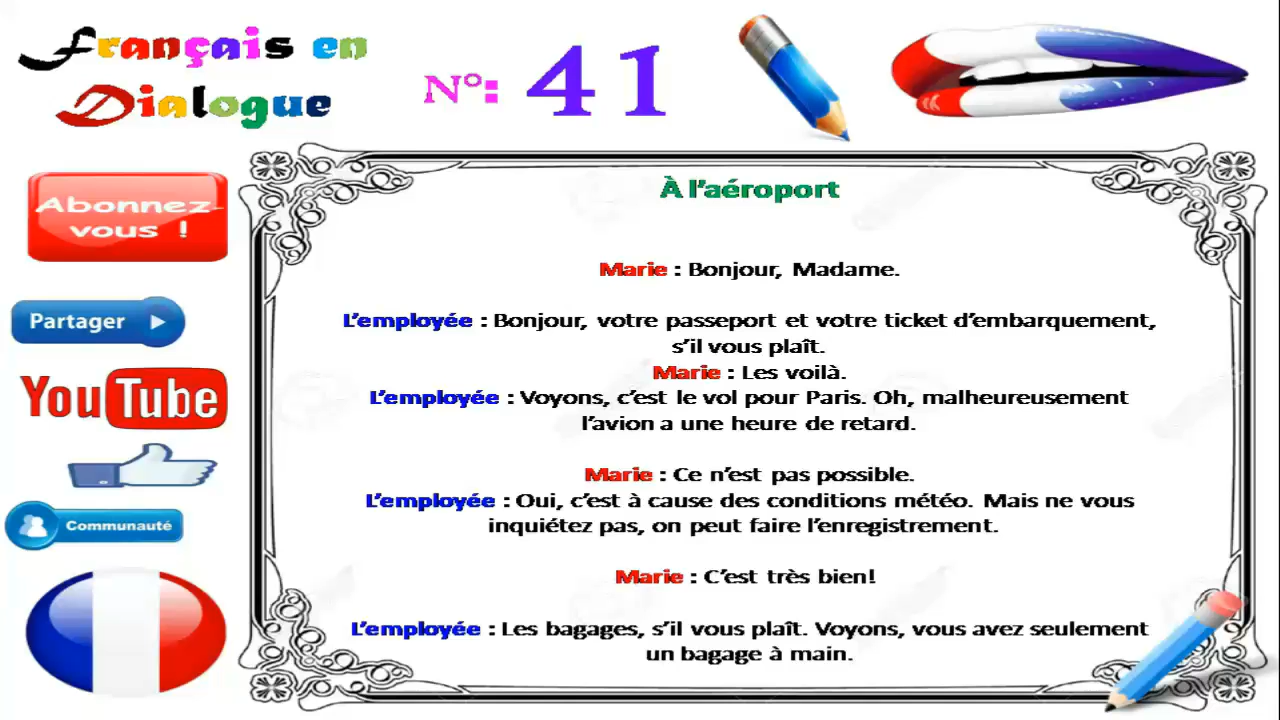 Français en
Dialogue
N°: 41
Abonnez-
vous !
Partager
YouTube
Communauté
À l'aéroport
Marie : Bonjour, Madame.
L'employée : Bonjour, votre passeport et votre ticket d'embarquement,
s'il vous plaît.
Marie : Les voilà.
L'employée : Voyons, c'est le vol pour Paris. Oh, malheureusement
l'avion a une heure de retard.
Marie : Ce n'est pas possible.
L'employée : Oui, c'est à cause des conditions météo. Mais ne vous
inquiétez pas, on peut faire l'enregistrement.
Marie : C'est très bien!
L'employée : Les bagages, s'il vous plaît. Voyons, vous avez seulement
un bagage à main.